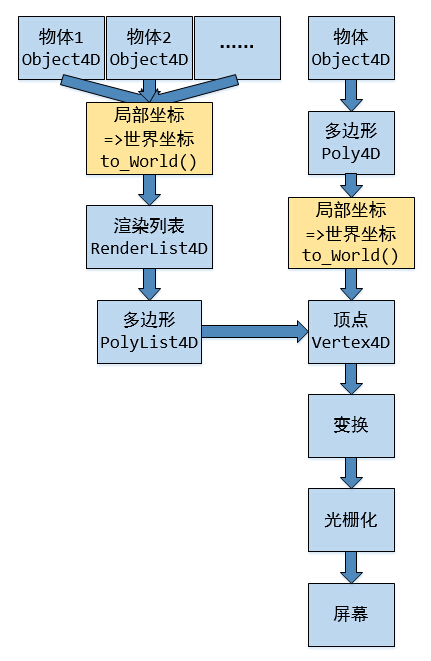 物体1
Object4D
物体2
Object4D
......
局部坐标
=>世界坐标
to_World()
渲染列表
RenderList4D
多边形
PolyList4D
物体
Object4D
多边形
Poly4D
局部坐标
=>世界坐标
to_World()
顶点
Vertex4D
变换
光栅化
屏幕